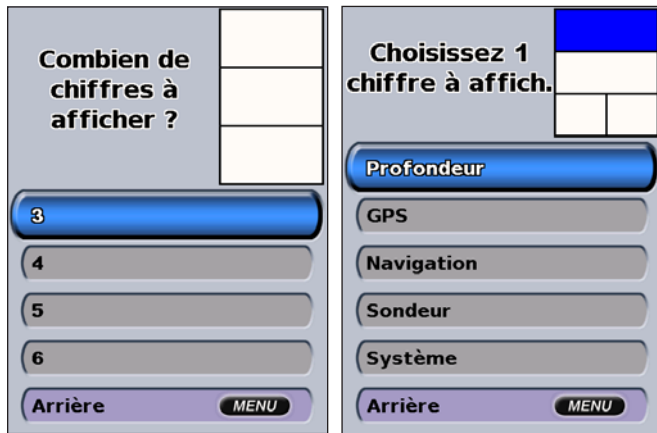 Combien de
chiffres à
afficher ?
3
4
5
6
Arrière MENU
Choisissez 1
chiffre à affich.
Profondeur
GPS
Navigation
Sondeur
Système
Arrière MENU